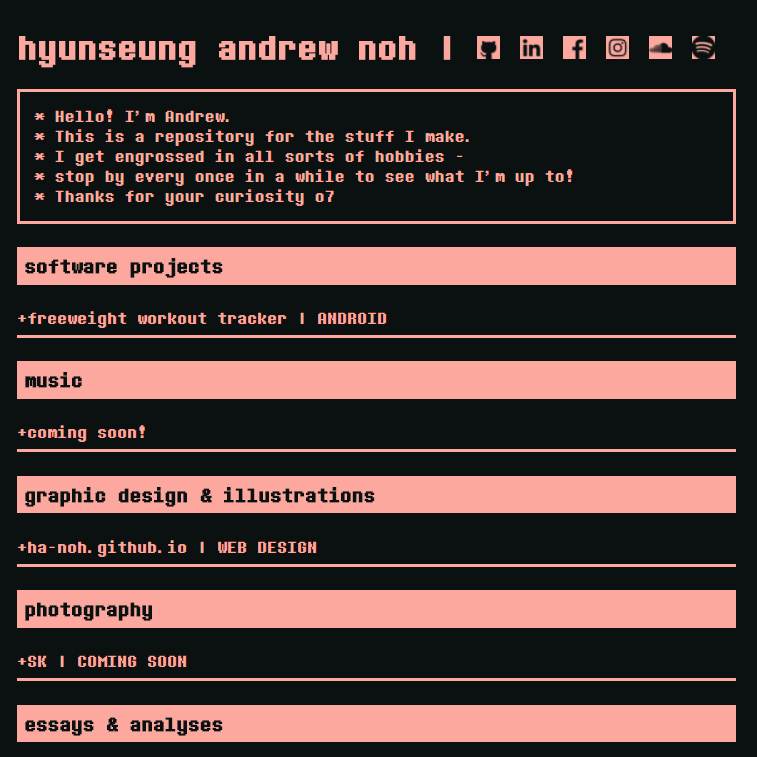 hyunseung andrew noh |
* Hello! I'm Andrew.
* This is a repository for the stuff I make.
* I get engrossed in all sorts of hobbies -
* stop by every once in a while to see what I'm up to!
* Thanks for your curiosity o7
software projects
+freeweight workout tracker | ANDROID
music
+coming soon!
graphic design & illustrations
+ha-noh.github.io | WEB DESIGN
photography
+SK | COMING SOON
essays & analyses